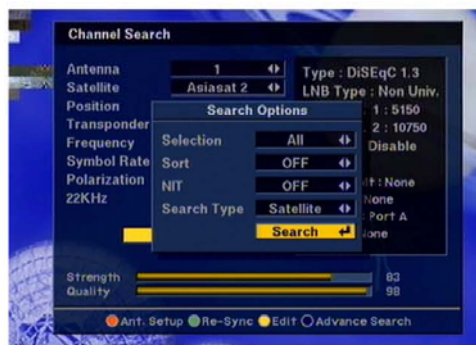 Channel Search
Antenna 1
Satellite Asiasat 2
Position
Transponder
Frequency
Symbol Rate
Polarization
22KHz
Type : DiSEqC 1.3
LNB Type : Non Univ.
1 : 5150
2 : 10750
Disable
: None
None
Port A
None
Search Options
Selection All
Sort OFF
NIT OFF
Search Type Satellite
Search
Strength 83
Quality 98
Ant. Setup Re-Sync Edit Advance Search